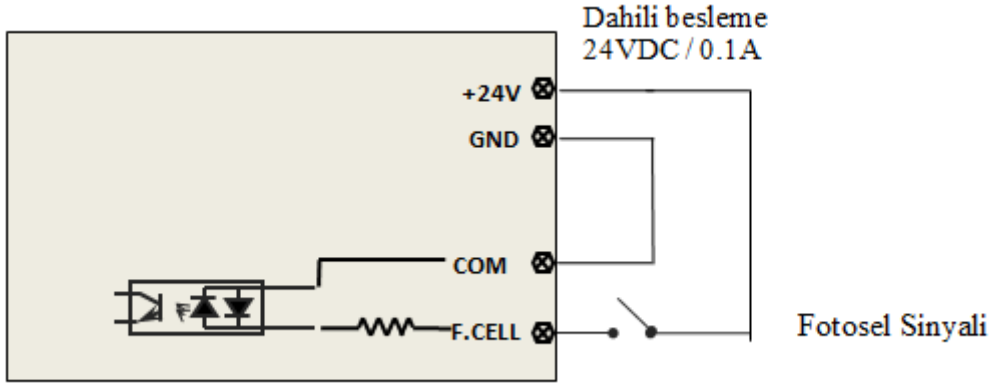 Dahili besleme
24VDC / 0.1A
+24V
GND
COM
F.CELL
Fotosel Sinyali